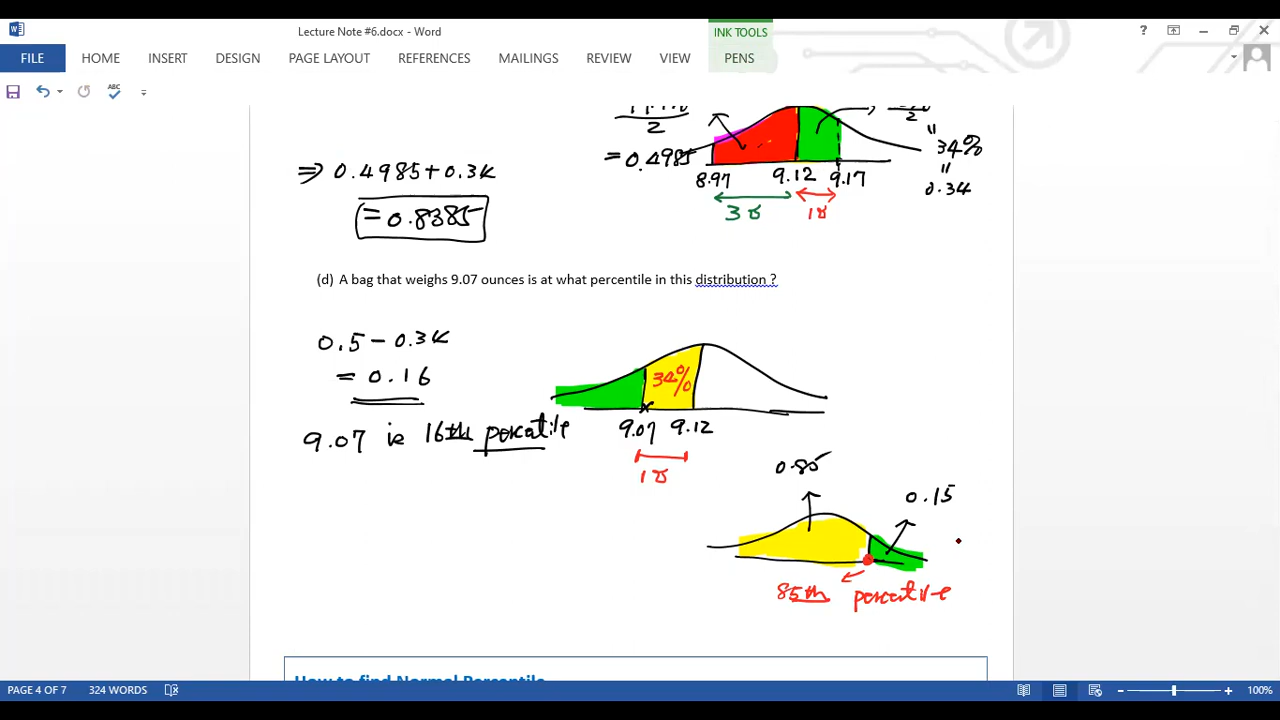 Lecture Note #6.docx - Word
INK TOOLS
?
FILE HOME INSERT DESIGN PAGE LAYOUT REFERENCES MAILINGS REVIEW VIEW PENS
ABC
2
2
= 0.4985
"
34%
"
0.34
8.97 9.12 9.17
3σ 1σ
⇒ 0.4985 + 0.34
= 0.8385
(d) A bag that weighs 9.07 ounces is at what percentile in this distribution ?
0.5 - 0.34
= 0.16
34%
9.07 is 16th
9.07 9.12
1σ
0.85
0.15
85th
How to find Normal Percentile
PAGE 4 OF 7 324 WORDS 100%